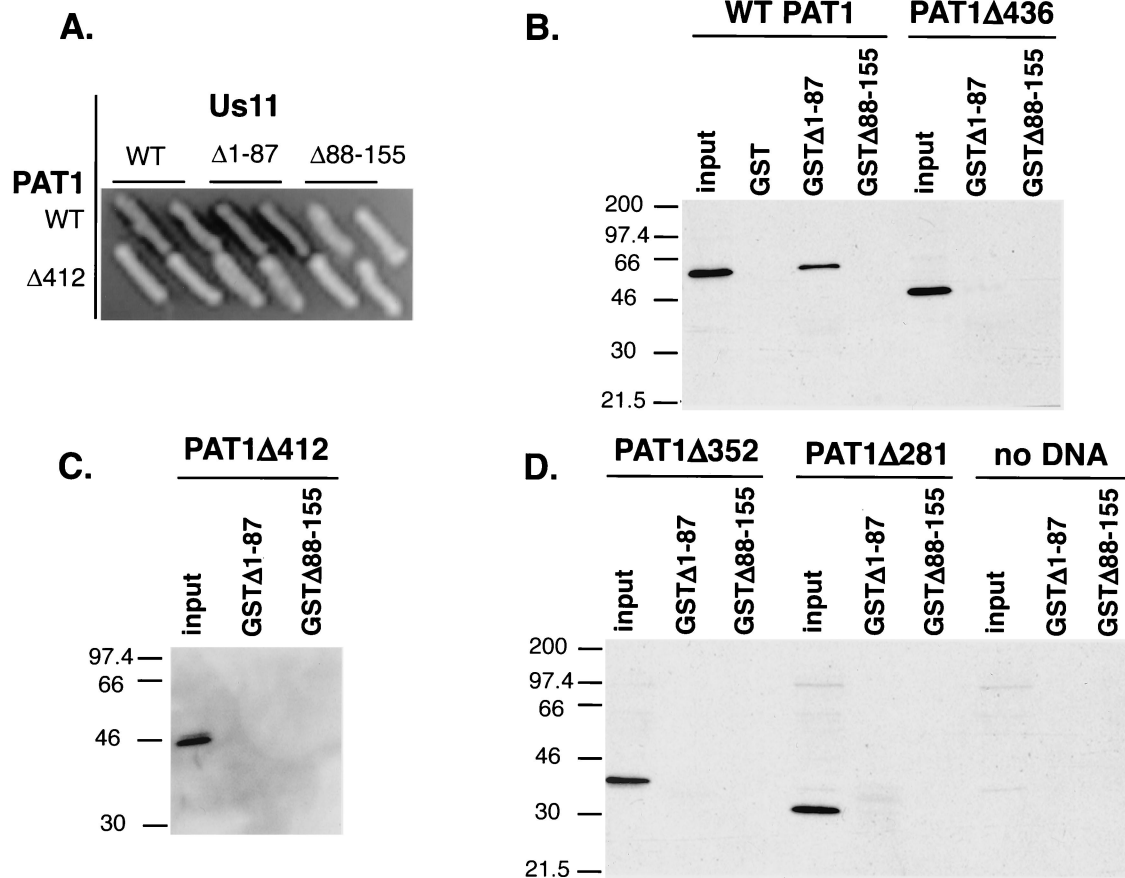 A.
Us11
WT Δ1-87 Δ88-155
PAT1
WT
Δ412
B.
WT PAT1 PAT1Δ436
input GST GSTΔ1-87 GSTΔ88-155 input GSTΔ1-87 GSTΔ88-155
200
97.4
66
46
30
21.5
C.
PAT1Δ412
input GSTΔ1-87 GSTΔ88-155
97.4
66
46
30
D.
PAT1Δ352 PAT1Δ281 no DNA
input GSTΔ1-87 GSTΔ88-155 input GSTΔ1-87 GSTΔ88-155 input GSTΔ1-87 GSTΔ88-155
200
97.4
66
46
30
21.5